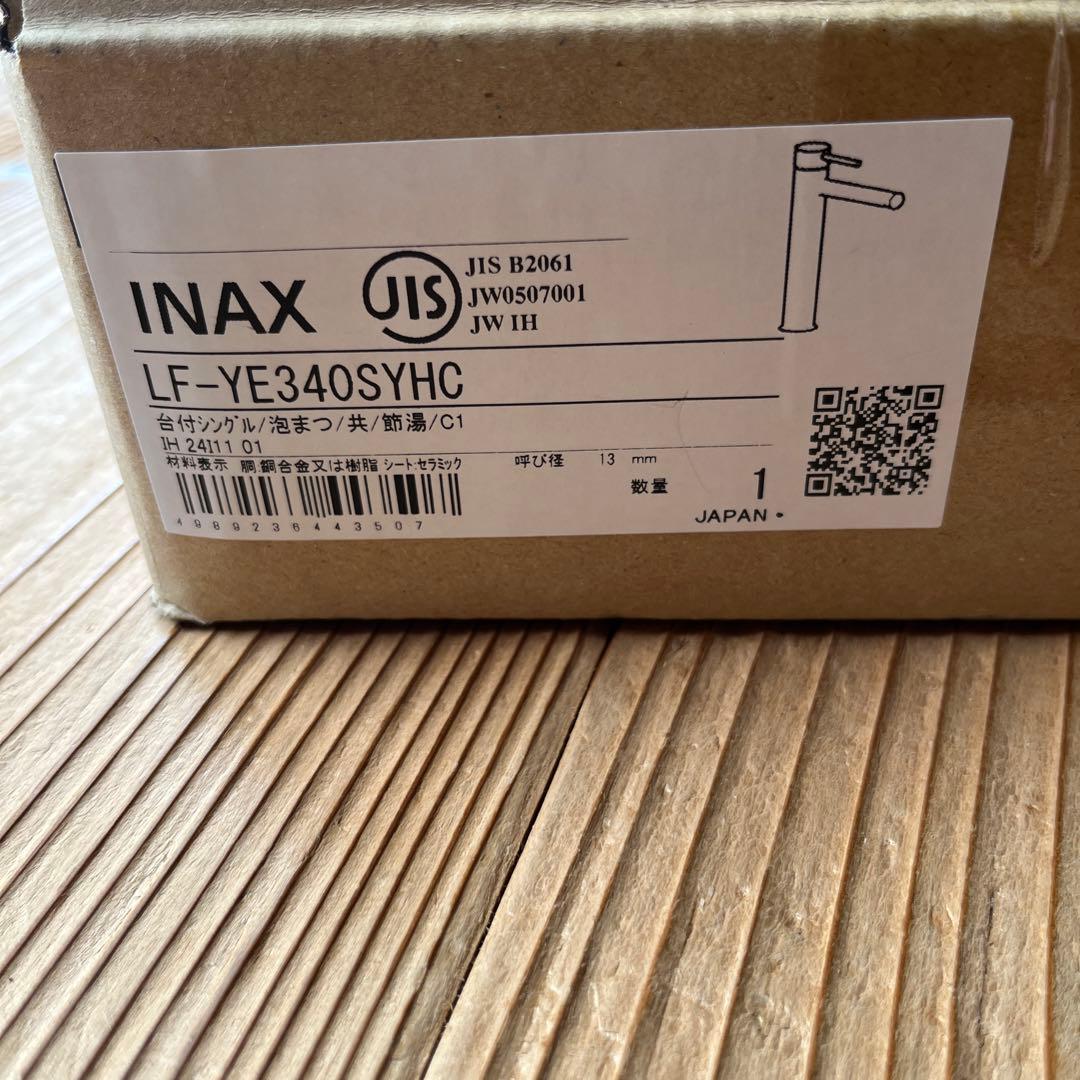 INAX
JIS
JIS B2061
JW0507001
JW IH
LF-YE340SYHC
台付シングル/泡まつ/共/節湯/C1
IH 24I11 01
材料表示 胴:銅合金又は樹脂 シート:セラミック
呼び径 13 mm
数量 1
4989236443507
JAPAN